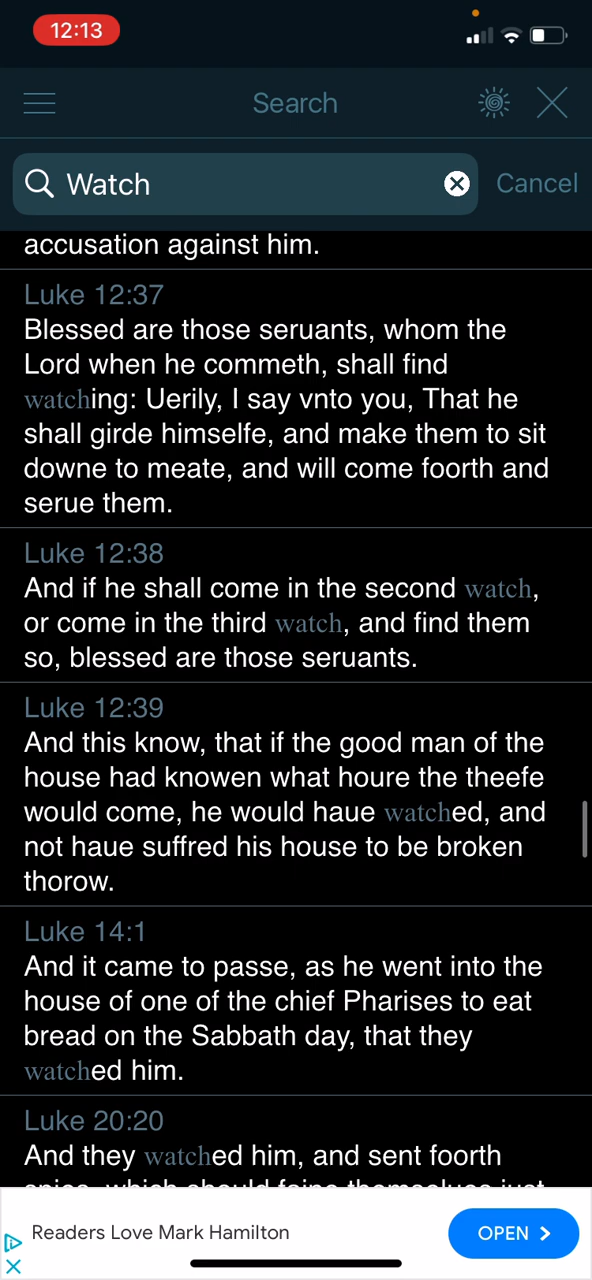 12:13
Search
Watch
Cancel
accusation against him.
Luke 12:37
Blessed are those seruants, whom the
Lord when he commeth, shall find
watching: Uerily, I say vnto you, That he
shall girde himselfe, and make them to sit
downe to meate, and will come foorth and
serue them.
Luke 12:38
And if he shall come in the second watch,
or come in the third watch, and find them
so, blessed are those seruants.
Luke 12:39
And this know, that if the good man of the
house had knowen what houre the theefe
would come, he would haue watched, and
not haue suffred his house to be broken
thorow.
Luke 14:1
And it came to passe, as he went into the
house of one of the chief Pharises to eat
bread on the Sabbath day, that they
watched him.
Luke 20:20
And they watched him, and sent foorth
spies, which should feine themselues just
Readers Love Mark Hamilton
OPEN